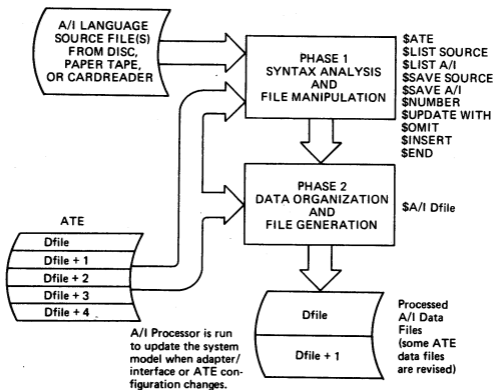 A/I LANGUAGE
SOURCE FILE(S)
FROM DISC,
PAPER TAPE,
OR CARDREADER
PHASE 1
SYNTAX ANALYSIS
AND
FILE MANIPULATION
$ATE
$LIST SOURCE
$LIST A/I
$SAVE SOURCE
$SAVE A/I
$NUMBER
$UPDATE WITH
$OMIT
$INSERT
$END
PHASE 2
DATA ORGANIZATION
AND
FILE GENERATION
$A/I Dfile
ATE
Dfile
Dfile + 1
Dfile + 2
Dfile + 3
Dfile + 4
A/I Processor is run
to update the system
model when adapter/
interface or ATE con-
figuration changes.
Dfile
Dfile + 1
Processed
A/I Data
Files
(some ATE
data files
are revised)